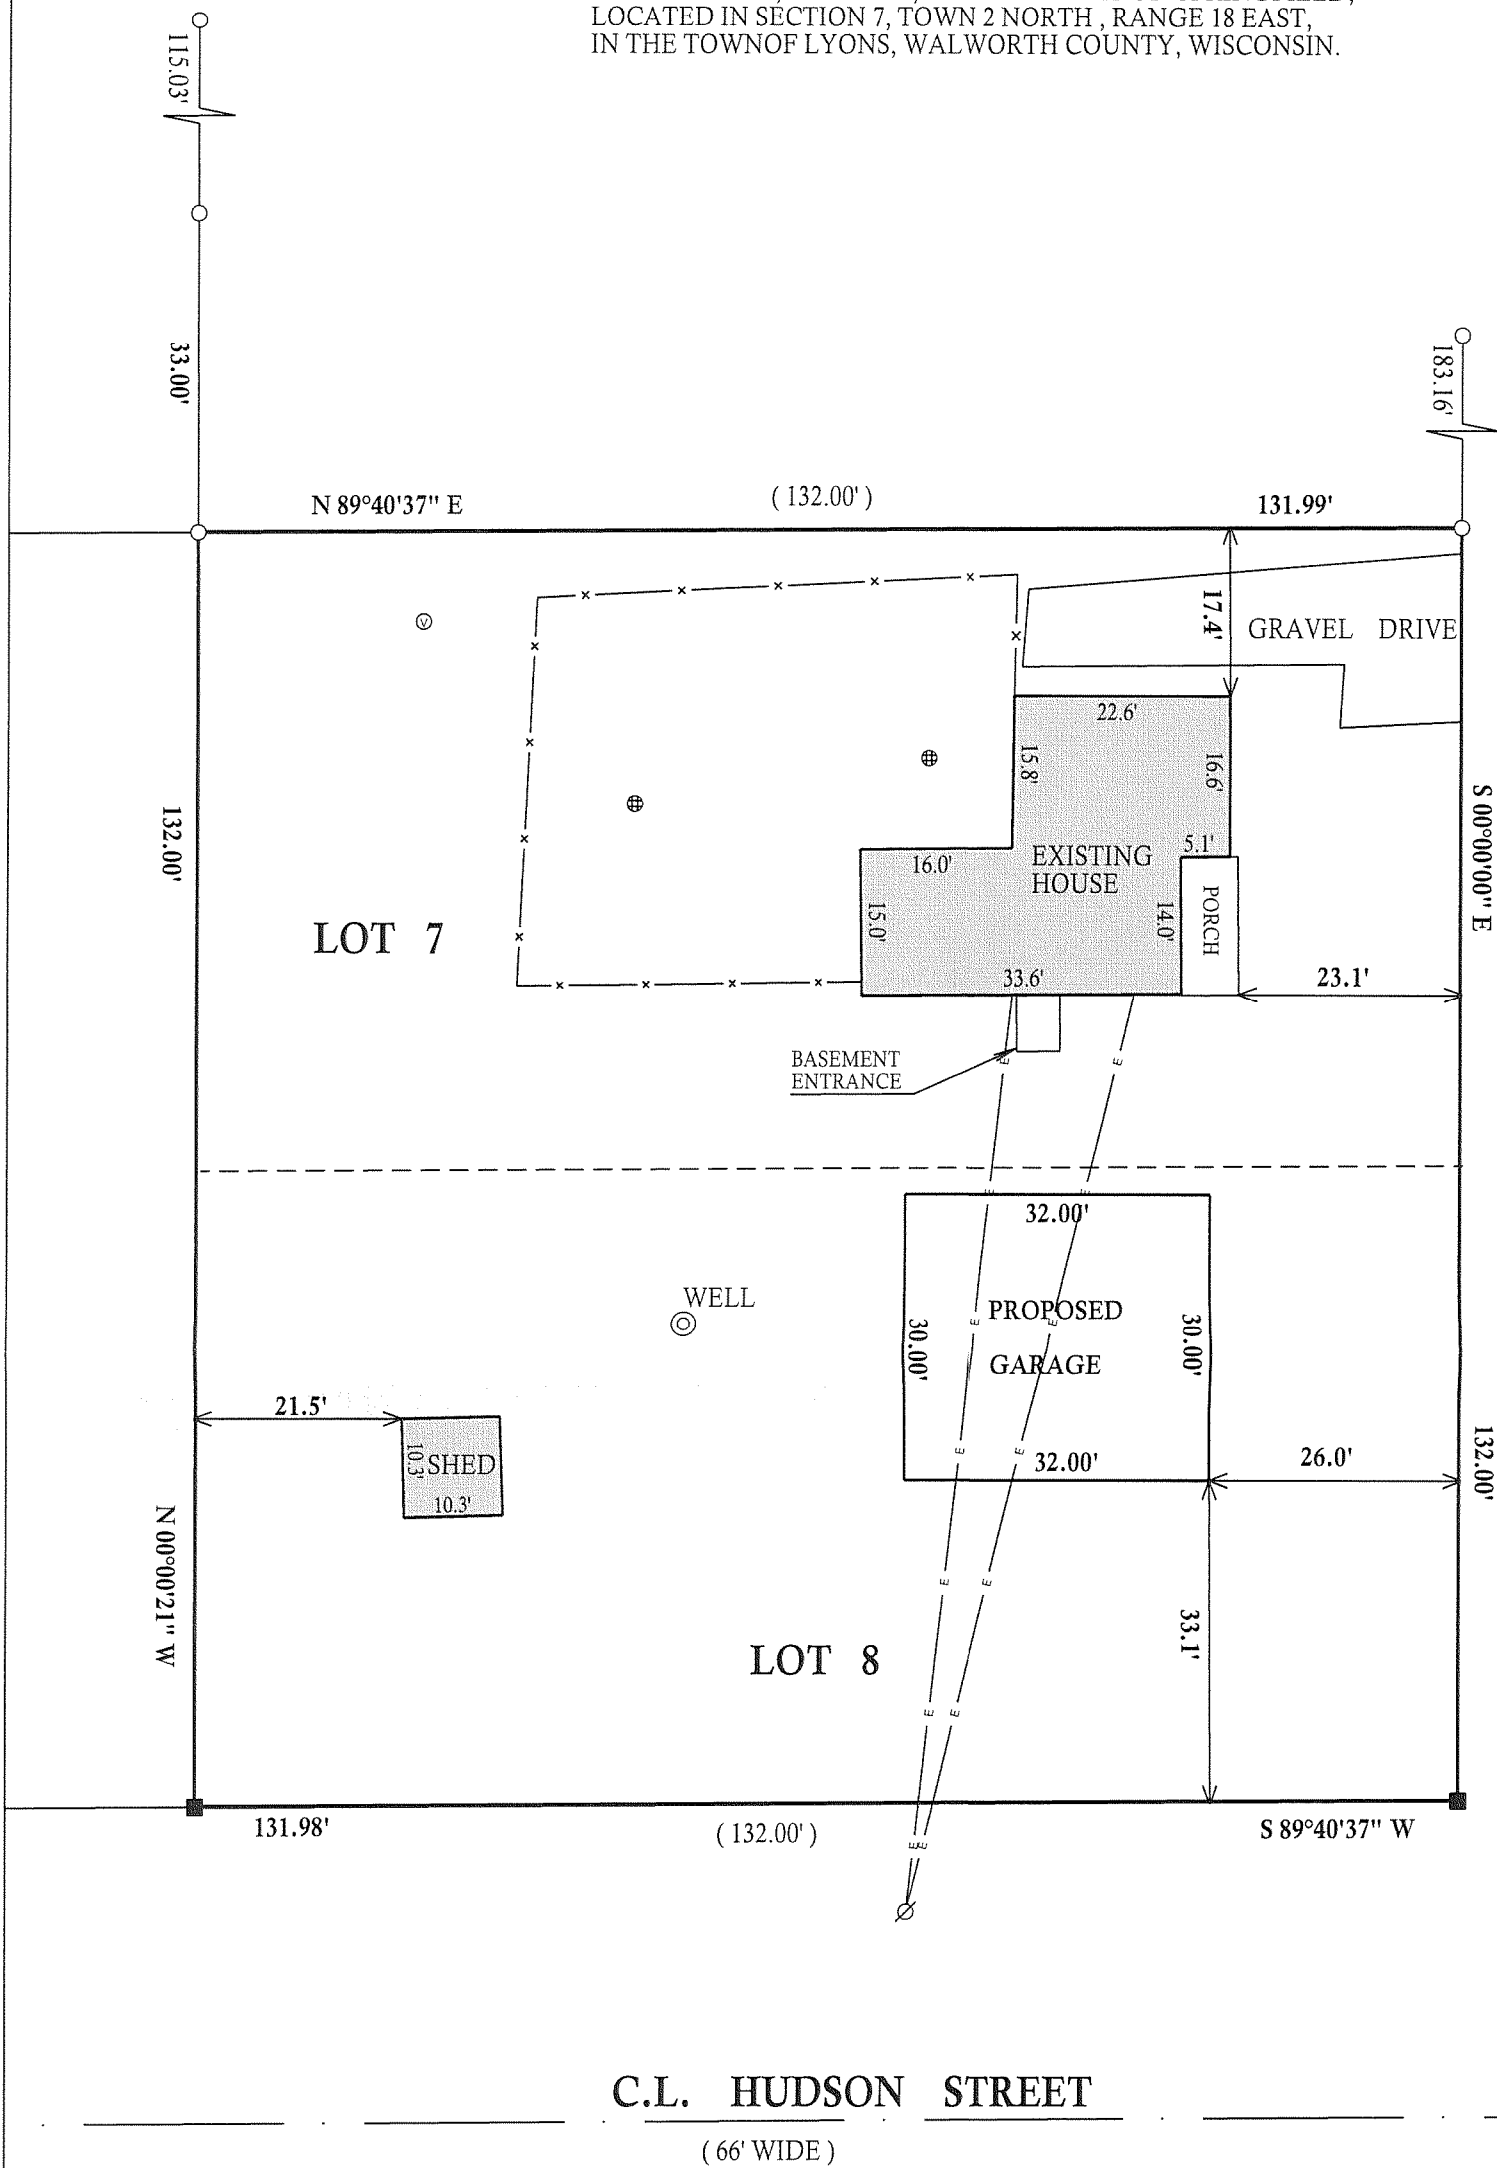 LOCATED IN SECTION 7, TOWN 2 NORTH , RANGE 18 EAST,
IN THE TOWNOF LYONS, WALWORTH COUNTY, WISCONSIN.
115.03'
33.00'
183.16'
N 89°40'37" E
( 132.00' )
131.99'
V
17.4'
GRAVEL DRIVE
22.6'
15.8'
16.6'
132.00'
S 00°00'00" E
5.1'
EXISTING
HOUSE
16.0'
15.0'
14.0'
PORCH
LOT 7
33.6'
23.1'
BASEMENT
ENTRANCE
32.00'
WELL
PROPOSED
GARAGE
30.00'
30.00'
21.5'
10.3'
SHED
10.3'
32.00'
26.0'
132.00'
N 00°00'21" W
33.1'
LOT 8
131.98'
( 132.00' )
S 89°40'37" W
C.L. HUDSON STREET
( 66' WIDE )